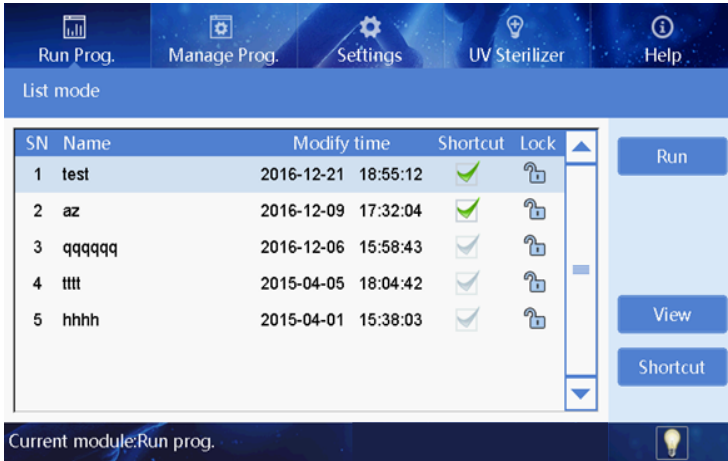 Run Prog. Manage Prog. Settings UV Sterilizer Help
List mode
SN Name Modify time Shortcut Lock
1 test 2016-12-21 18:55:12
2 az 2016-12-09 17:32:04
3 qqqqqq 2016-12-06 15:58:43
4 tttt 2015-04-05 18:04:42
5 hhhh 2015-04-01 15:38:03
Run
View
Shortcut
Current module:Run prog.